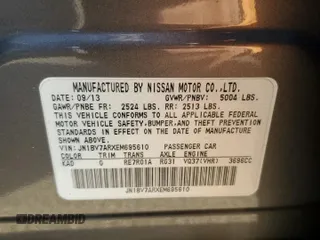 MANUFACTURED BY NISSAN MOTOR CO.,LTD.
DATE: 09/13 GVWR/PNBV: 5004 LBS.
GAWR/PNBE FR: 2524 LBS. RR: 2513 LBS.
THIS VEHICLE CONFORMS TO ALL APPLICABLE
FEDERAL MOTOR VEHICLE SAFETY,BUMPER,AND THEFT PREVENTION
STANDARDS IN EFFECT ON THE DATE OF MANUFACTURE
SHOWN ABOVE.
VIN: JN1BV7ARXEM695610 PASSENGER CAR
COLOR TRIM TRANS AXLE ENGINE
KAD G RE7R01A RG31 VQ37(VHR) 3696CC
JN1BV7ARXEM695610
AUTOBIDMD